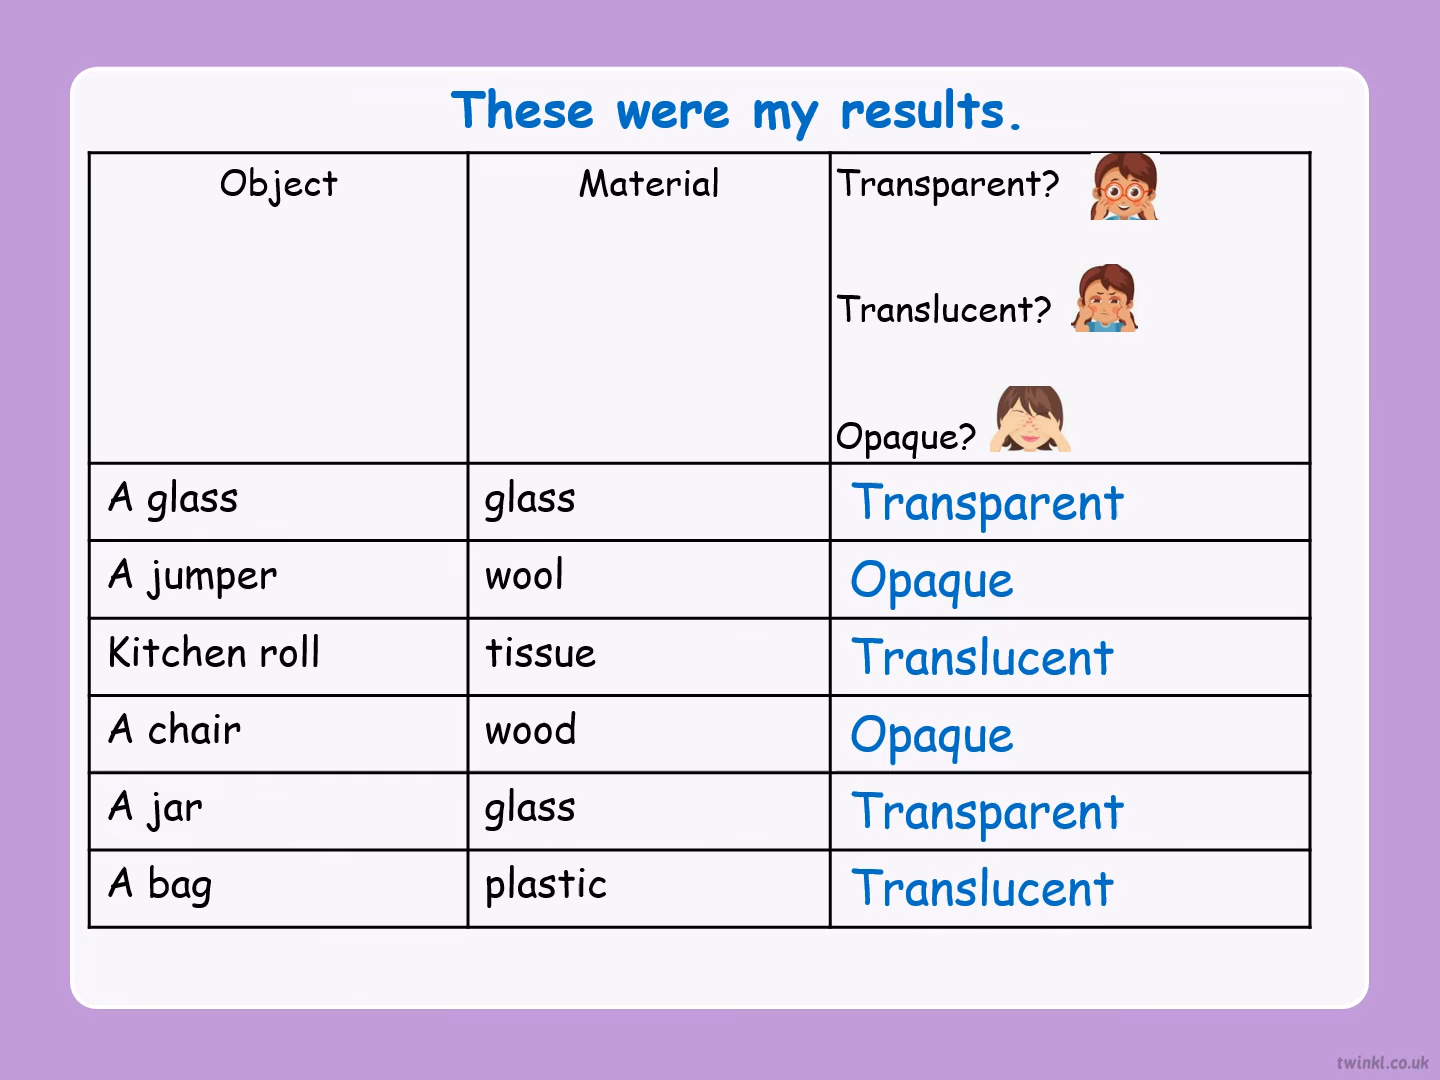 These were my results.
Object
Material
Transparent?
Translucent?
Opaque?
A glass
glass
Transparent
A jumper
wool
Opaque
Kitchen roll
tissue
Translucent
A chair
wood
Opaque
A jar
glass
Transparent
A bag
plastic
Translucent
twinkl.co.uk